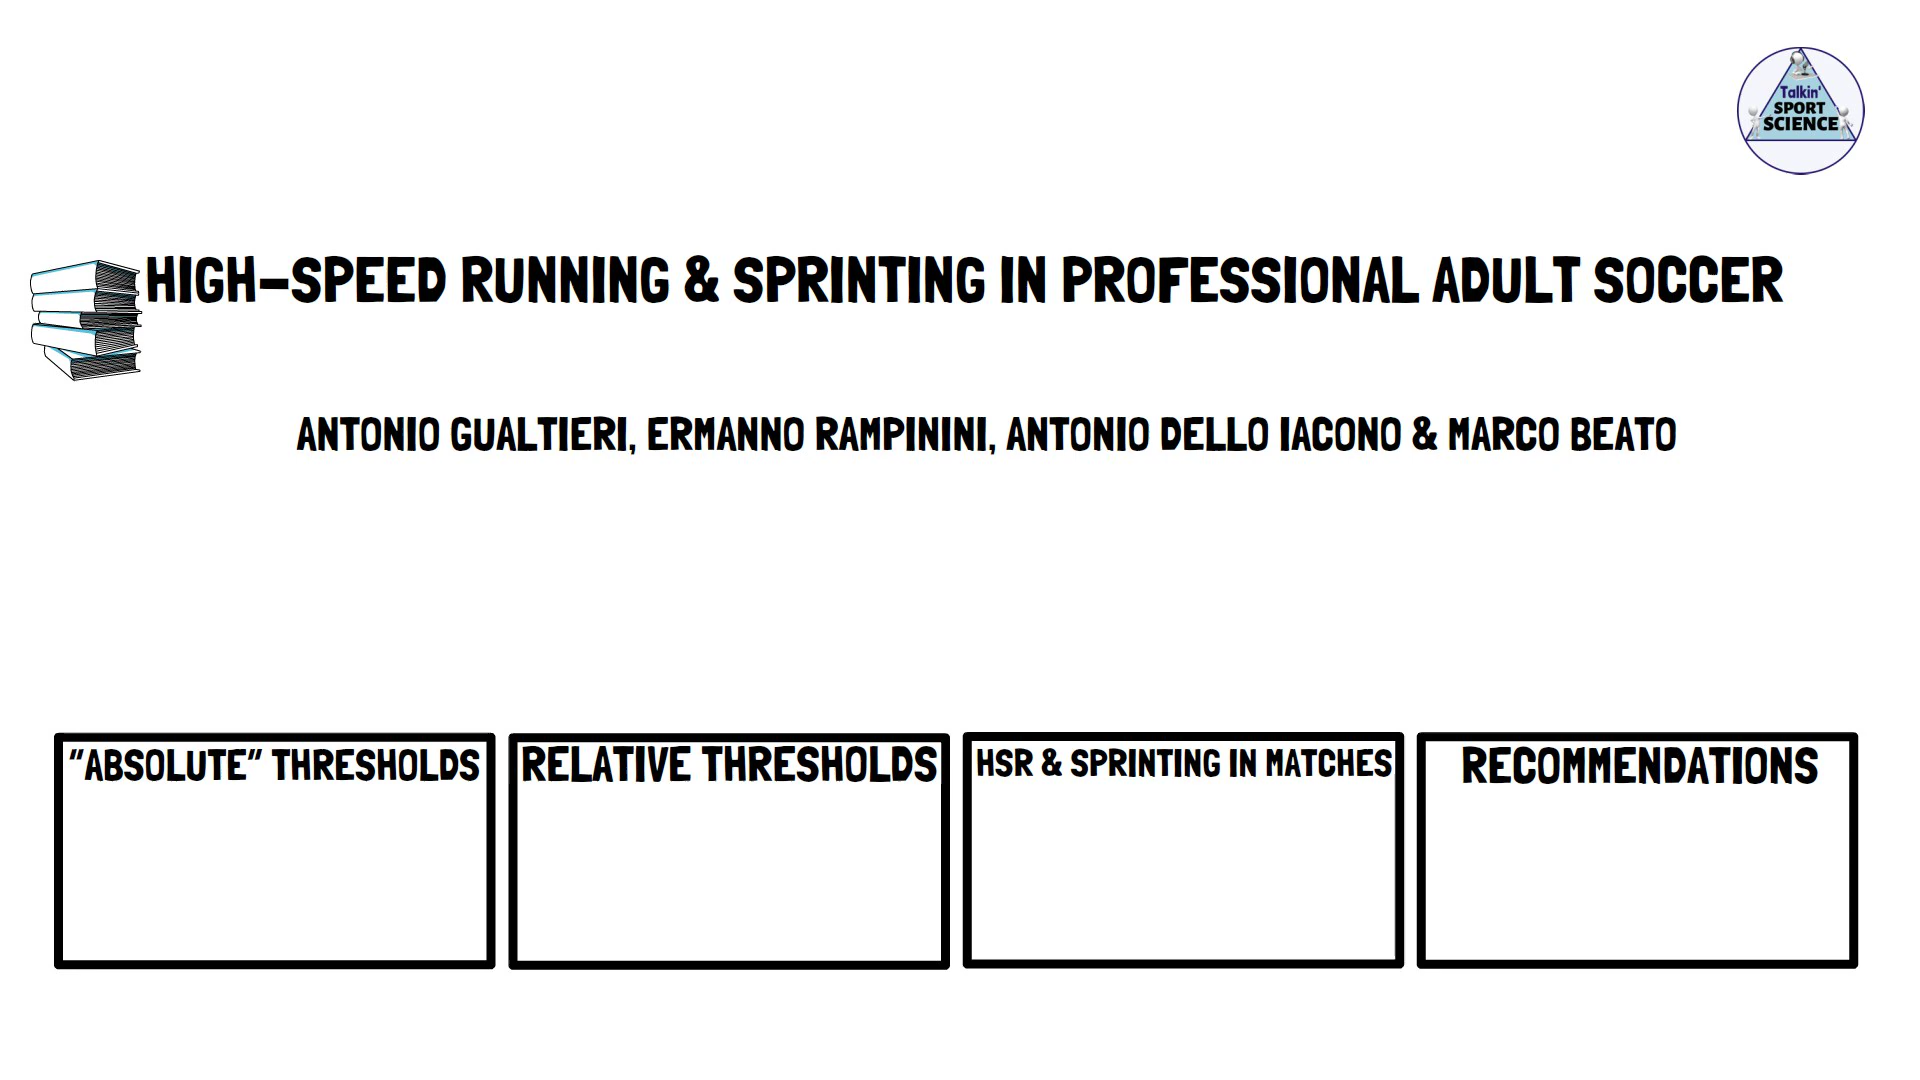 Talkin'
SPORT
SCIENCE
HIGH-SPEED RUNNING & SPRINTING IN PROFESSIONAL ADULT SOCCER
ANTONIO GUALTIERI, ERMANNO RAMPININI, ANTONIO DELLO IACONO & MARCO BEATO
"ABSOLUTE" THRESHOLDS
RELATIVE THRESHOLDS
HSR & SPRINTING IN MATCHES
RECOMMENDATIONS